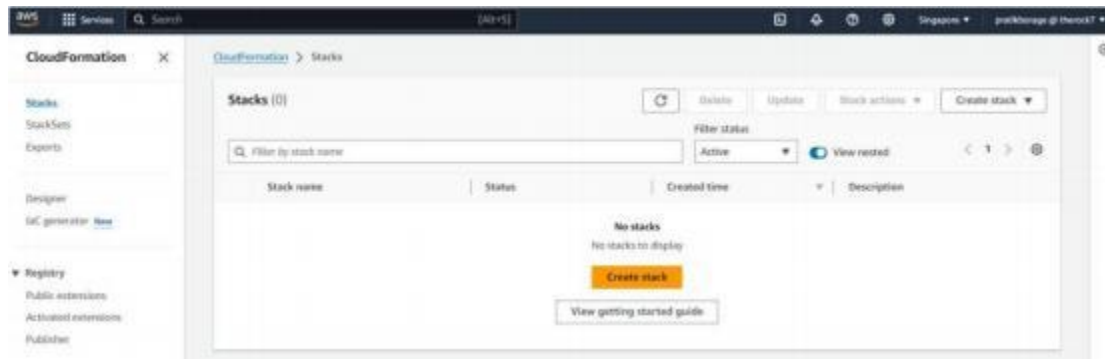 aws Services Search [Alt+S] Singapore
CloudFormation
CloudFormation > Stacks
Stacks
StackSets
Exports
Designer
IaC generator New
Registry
Public extensions
Activated extensions
Publisher
Stacks (0)
Delete Update Stack actions Create stack
Filter status
Filter by stack name Active View nested 1
Stack name Status Created time Description
No stacks
No stacks to display
Create stack
View getting started guide